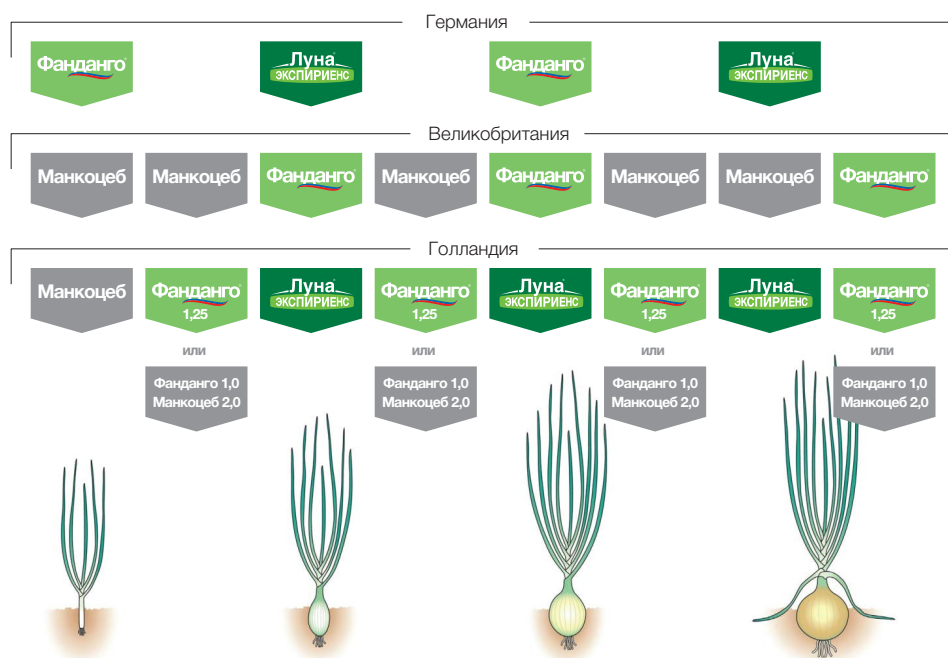 Германия
Фанданго
Луна
ЭКСПИРИЕНС
Фанданго
Луна
ЭКСПИРИЕНС
Великобритания
Манкоцеб
Манкоцеб
Фанданго
Манкоцеб
Фанданго
Манкоцеб
Манкоцеб
Фанданго
Голландия
Манкоцеб
Фанданго
1,25
Луна
ЭКСПИРИЕНС
Фанданго
1,25
Луна
ЭКСПИРИЕНС
Фанданго
1,25
Луна
ЭКСПИРИЕНС
Фанданго
1,25
или
или
или
или
Фанданго 1,0
Манкоцеб 2,0
Фанданго 1,0
Манкоцеб 2,0
Фанданго 1,0
Манкоцеб 2,0
Фанданго 1,0
Манкоцеб 2,0